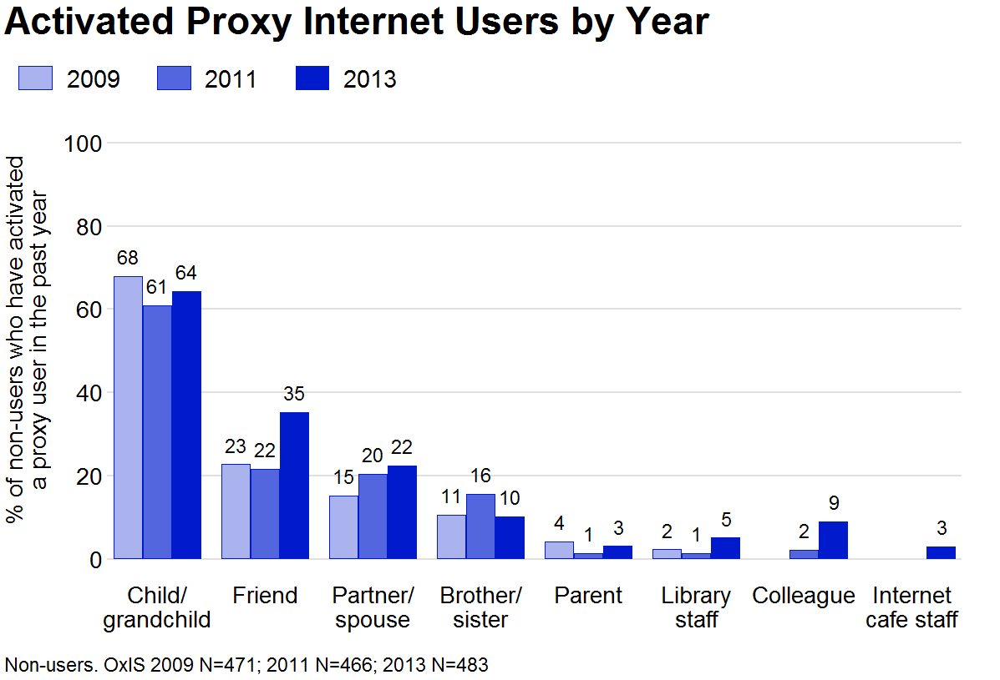 Activated Proxy Internet Users by Year
2009 2011 2013
% of non-users who have activated
a proxy user in the past year
100
80
60
40
20
0
68 61 64
23 22 35
15 20 22
11 16 10
4 1 3
2 1 5
2 9
3
Child/
grandchild
Friend
Partner/
spouse
Brother/
sister
Parent
Library
staff
Colleague
Internet
cafe staff
Non-users. OxIS 2009 N=471; 2011 N=466; 2013 N=483